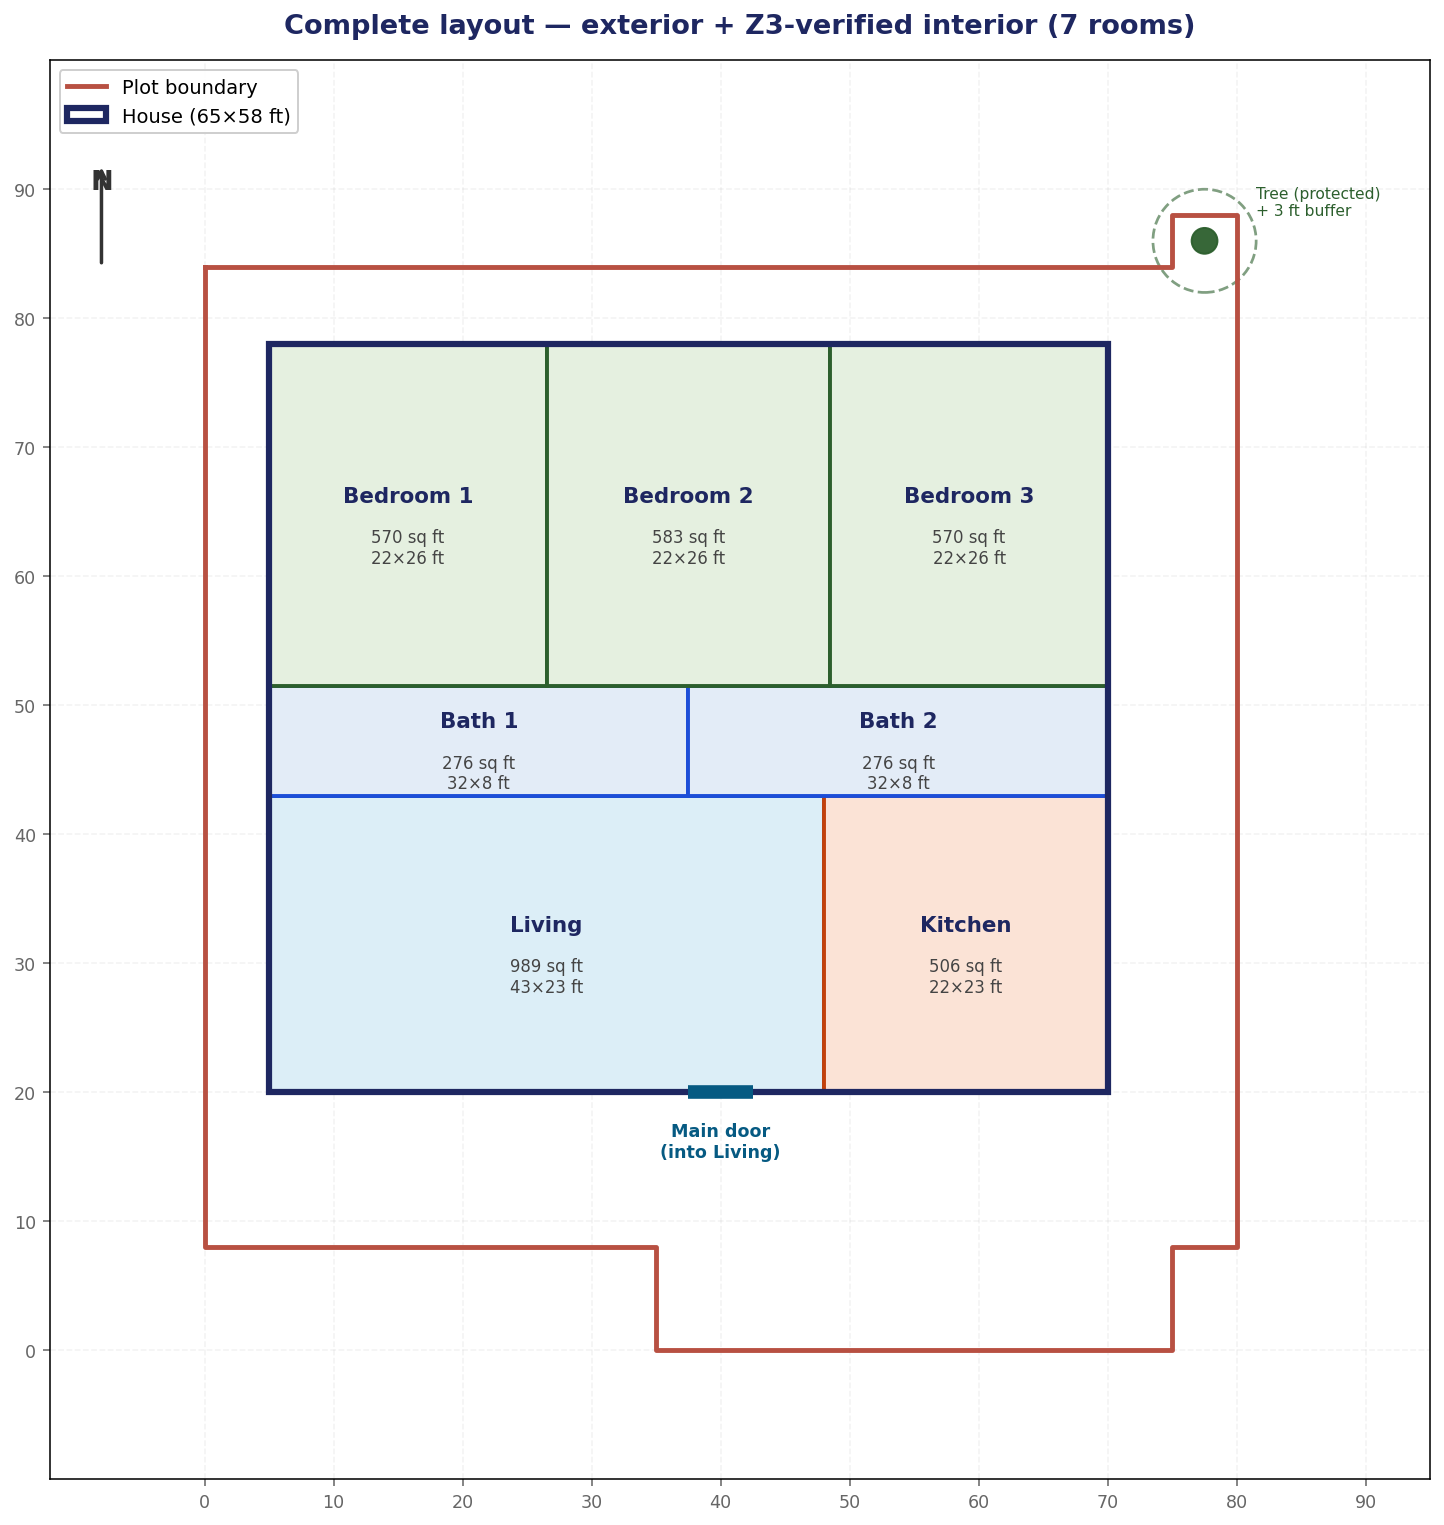 Complete layout — exterior + Z3-verified interior (7 rooms)
Plot boundary
House (65×58 ft)
N
Tree (protected)
+ 3 ft buffer
Bedroom 1
570 sq ft
22×26 ft
Bedroom 2
583 sq ft
22×26 ft
Bedroom 3
570 sq ft
22×26 ft
Bath 1
276 sq ft
32×8 ft
Bath 2
276 sq ft
32×8 ft
Living
989 sq ft
43×23 ft
Kitchen
506 sq ft
22×23 ft
Main door
(into Living)
90
80
70
60
50
40
30
20
10
0
0
10
20
30
40
50
60
70
80
90